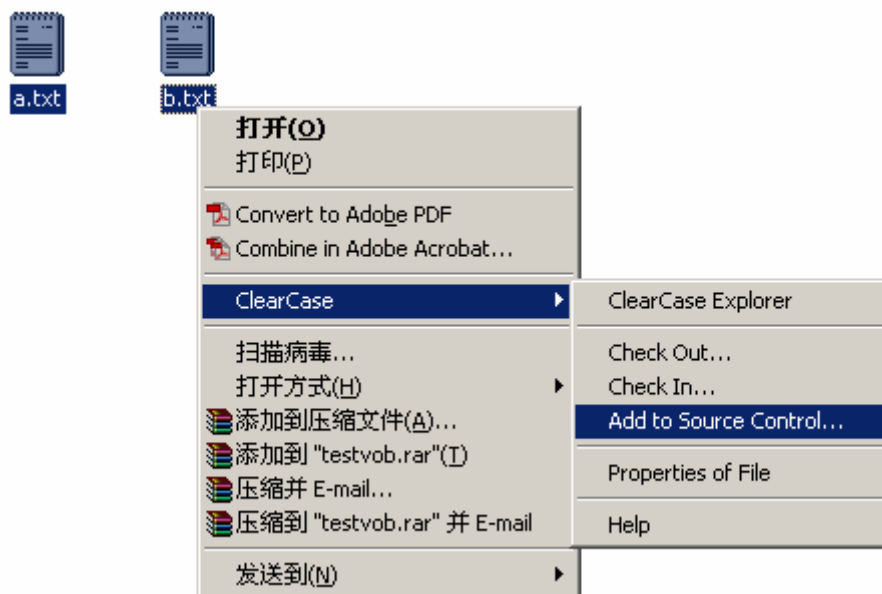 a.txt
b.txt
打开(O)
打印(P)
Convert to Adobe PDF
Combine in Adobe Acrobat...
ClearCase
扫描病毒...
打开方式(H)
添加到压缩文件(A)...
添加到 "testvob.rar"(T)
压缩并 E-mail...
压缩到 "testvob.rar" 并 E-mail
发送到(N)
ClearCase Explorer
Check Out...
Check In...
Add to Source Control...
Properties of File
Help